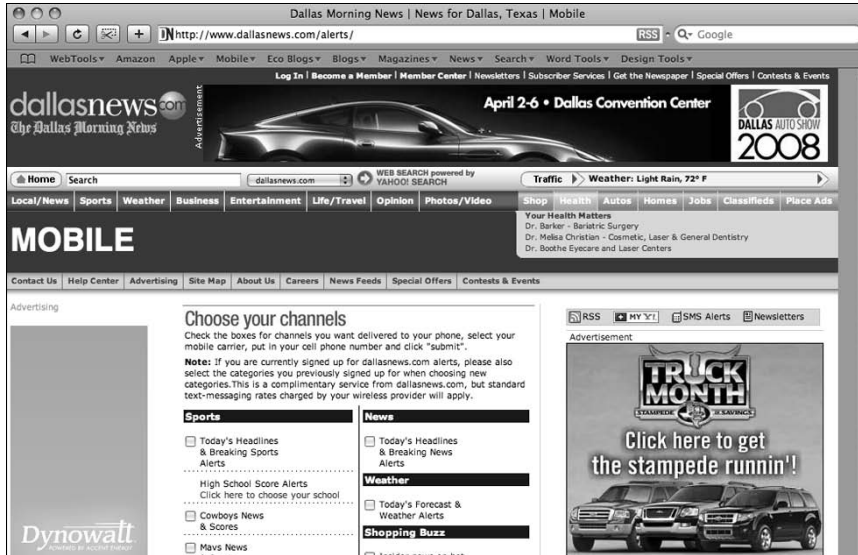 Dallas Morning News | News for Dallas, Texas | Mobile
http://www.dallasnews.com/alerts/
RSS
Google
WebTools Amazon Apple Mobile Eco Blogs Blogs Magazines News Search Word Tools Design Tools
Log In | Become a Member | Member Center | Newsletters | Subscriber Services | Get the Newspaper | Special Offers | Contests & Events
dallasnews.com
The Dallas Morning News
Advertisement
April 2-6 • Dallas Convention Center
DALLAS AUTO SHOW
2008
Home Search dallasnews.com
WEB SEARCH powered by
YAHOO! SEARCH
Traffic Weather: Light Rain, 72° F
Local/News Sports Weather Business Entertainment Life/Travel Opinion Photos/Video Shop Health Autos Homes Jobs Classifieds Place Ads
MOBILE
Your Health Matters
Dr. Barker - Bariatric Surgery
Dr. Melisa Christian - Cosmetic, Laser & General Dentistry
Dr. Boothe Eyecare and Laser Centers
Contact Us Help Center Advertising Site Map About Us Careers News Feeds Special Offers Contests & Events
Advertising
Dynowatt
POWERED BY ACCENT ENERGY
Choose your channels
Check the boxes for channels you want delivered to your phone, select your
mobile carrier, put in your cell phone number and click "submit".
Note: If you are currently signed up for dallasnews.com alerts, please also
select the categories you previously signed up for when choosing new
categories.This is a complimentary service from dallasnews.com, but standard
text-messaging rates charged by your wireless provider will apply.
Sports
Today's Headlines
& Breaking Sports
Alerts
High School Score Alerts
Click here to choose your school
Cowboys News
& Scores
Mavs News
News
Today's Headlines
& Breaking News
Alerts
Weather
Today's Forecast &
Weather Alerts
Shopping Buzz
RSS MY Y! SMS Alerts Newsletters
Advertisement
TRUCK
MONTH
STAMPEDE OF SAVINGS
Click here to get
the stampede runnin'!